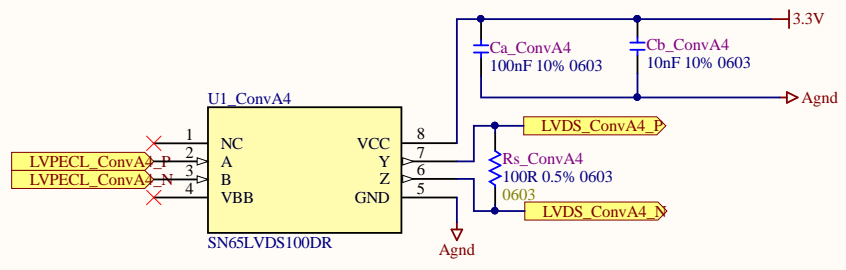 3.3V
Ca_ConvA4
100nF 10% 0603
Cb_ConvA4
10nF 10% 0603
Agnd
U1_ConvA4
1
NC
VCC
8
LVPECL_ConvA4_P
2
A
Y
7
LVPECL_ConvA4_N
3
B
Z
6
4
VBB
GND
5
SN65LVDS100DR
LVDS_ConvA4_P
Rs_ConvA4
100R 0.5% 0603
0603
LVDS_ConvA4_N
Agnd